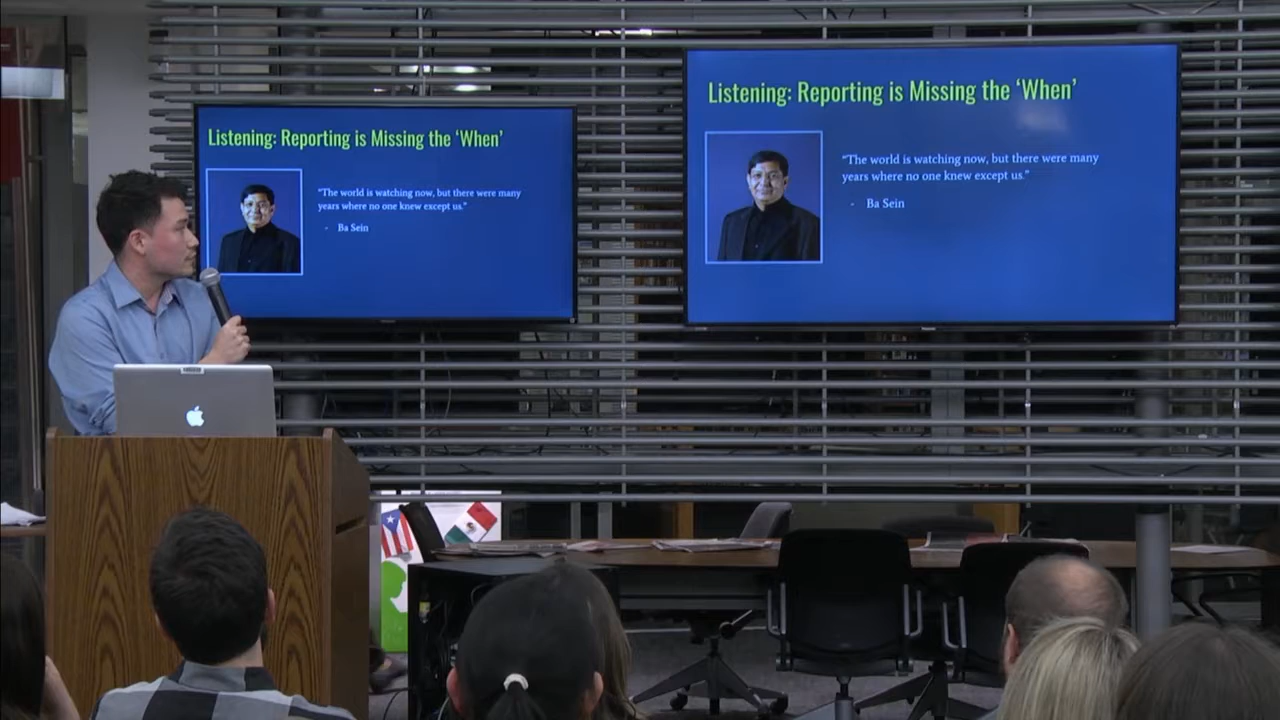 Listening: Reporting is Missing the ‘When’
“The world is watching now, but there were many
years where no one knew except us.”
- Ba Sein
Listening: Reporting is Missing the ‘When’
“The world is watching now, but there were many
years where no one knew except us.”
- Ba Sein